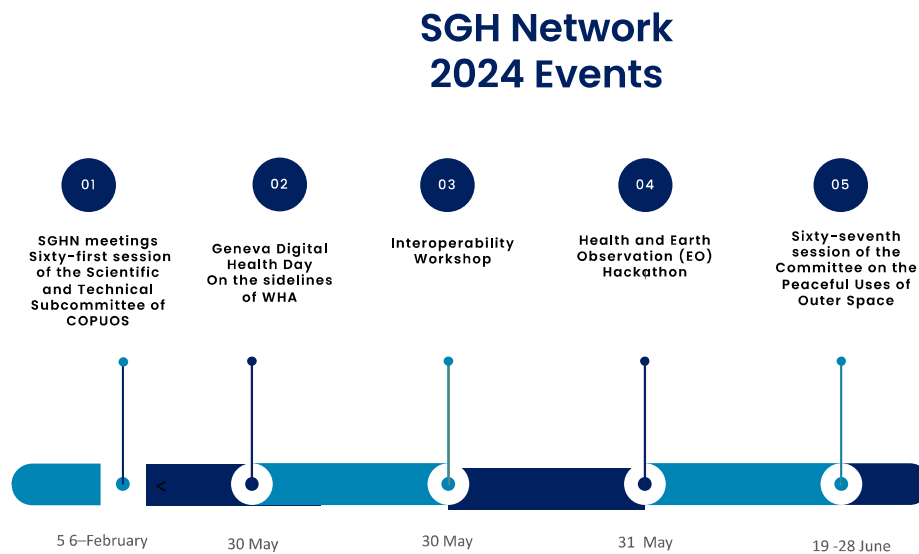 SGH Network
2024 Events
01
SGHN meetings
Sixty-first session
of the Scientific
and Technical
Subcommittee of
COPUOS
02
Geneva Digital
Health Day
On the sidelines
of WHA
03
Interoperability
Workshop
04
Health and Earth
Observation (EO)
Hackathon
05
Sixty-seventh
session of the
Committee on the
Peaceful Uses of
Outer Space
<
5 6–February
30 May
30 May
31 May
19 -28 June